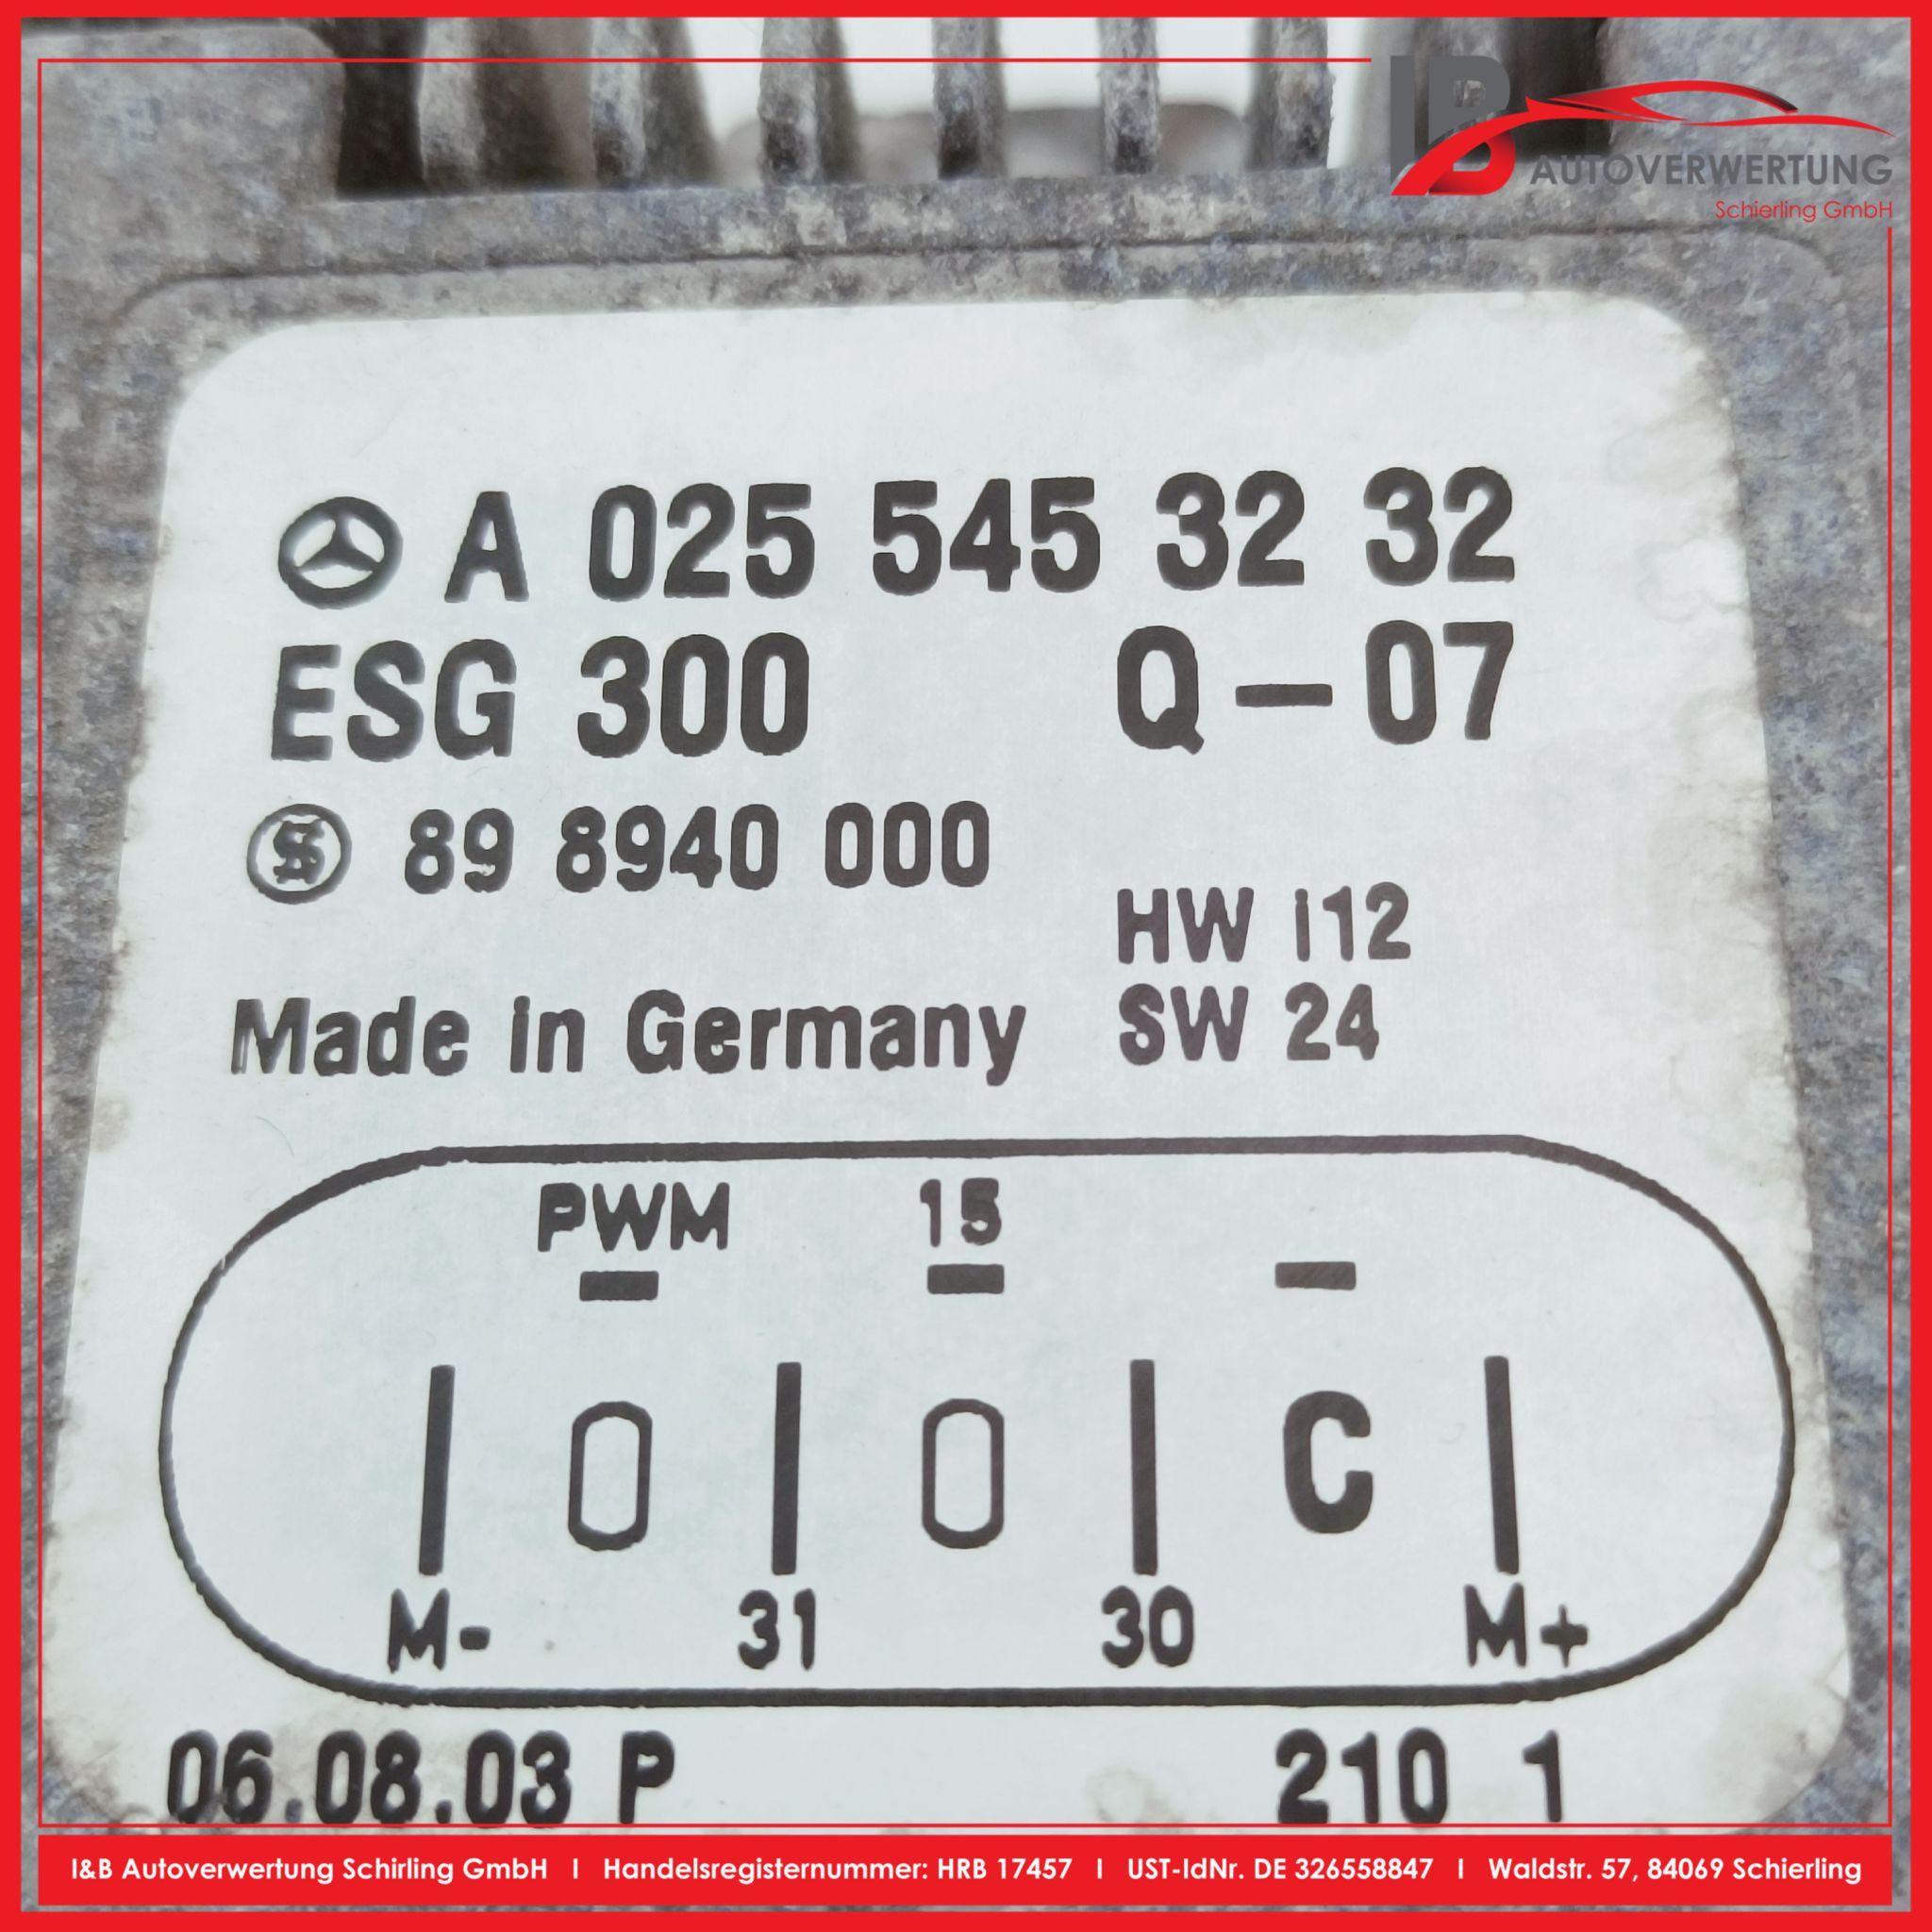 IB
AUTOVERWERTUNG
Schierling GmbH
A 025 545 32 32
ESG 300 Q-07
89 8940 000
HW i12
Made in Germany SW 24
PWM 15
C
M- 31 30 M+
06.08.03 P 210 1
I&B Autoverwertung Schirling GmbH I Handelsregisternummer: HRB 17457 I UST-IdNr. DE 326558847 I Waldstr. 57, 84069 Schierling